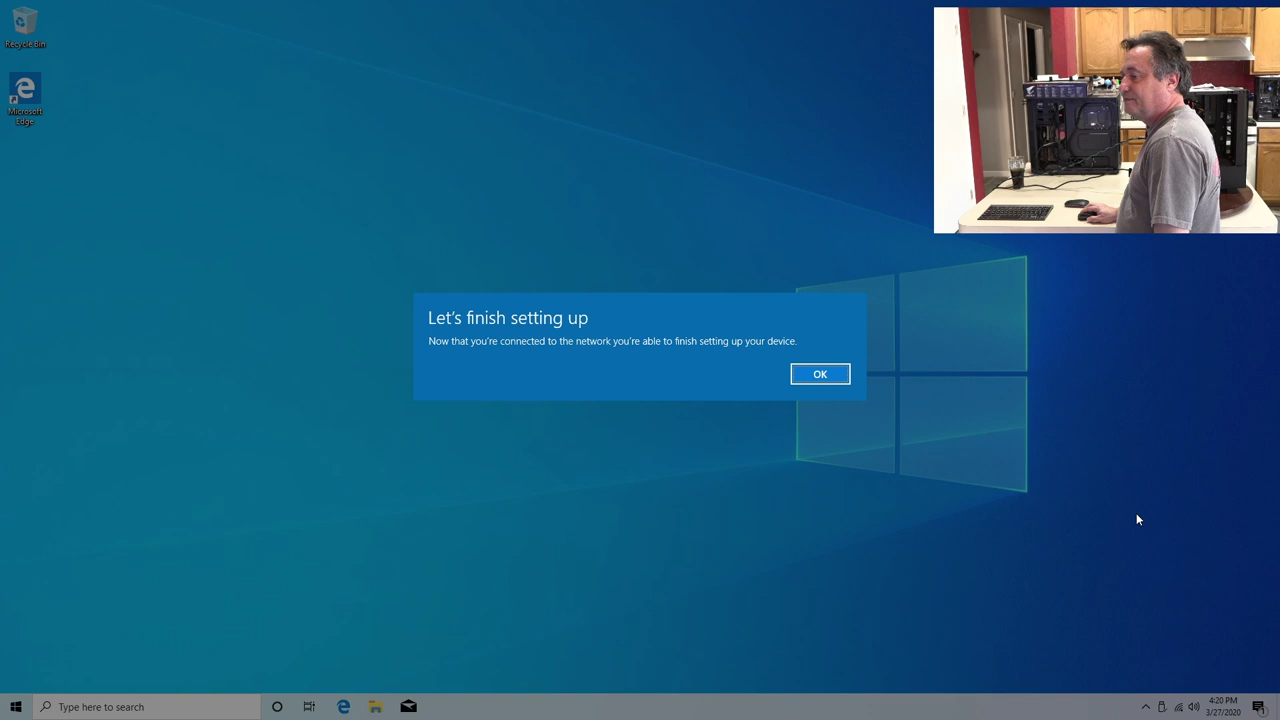 Recycle Bin
Microsoft
Edge
Let's finish setting up
Now that you're connected to the network you're able to finish setting up your device.
OK
Type here to search
4:20 PM
3/27/2020
1